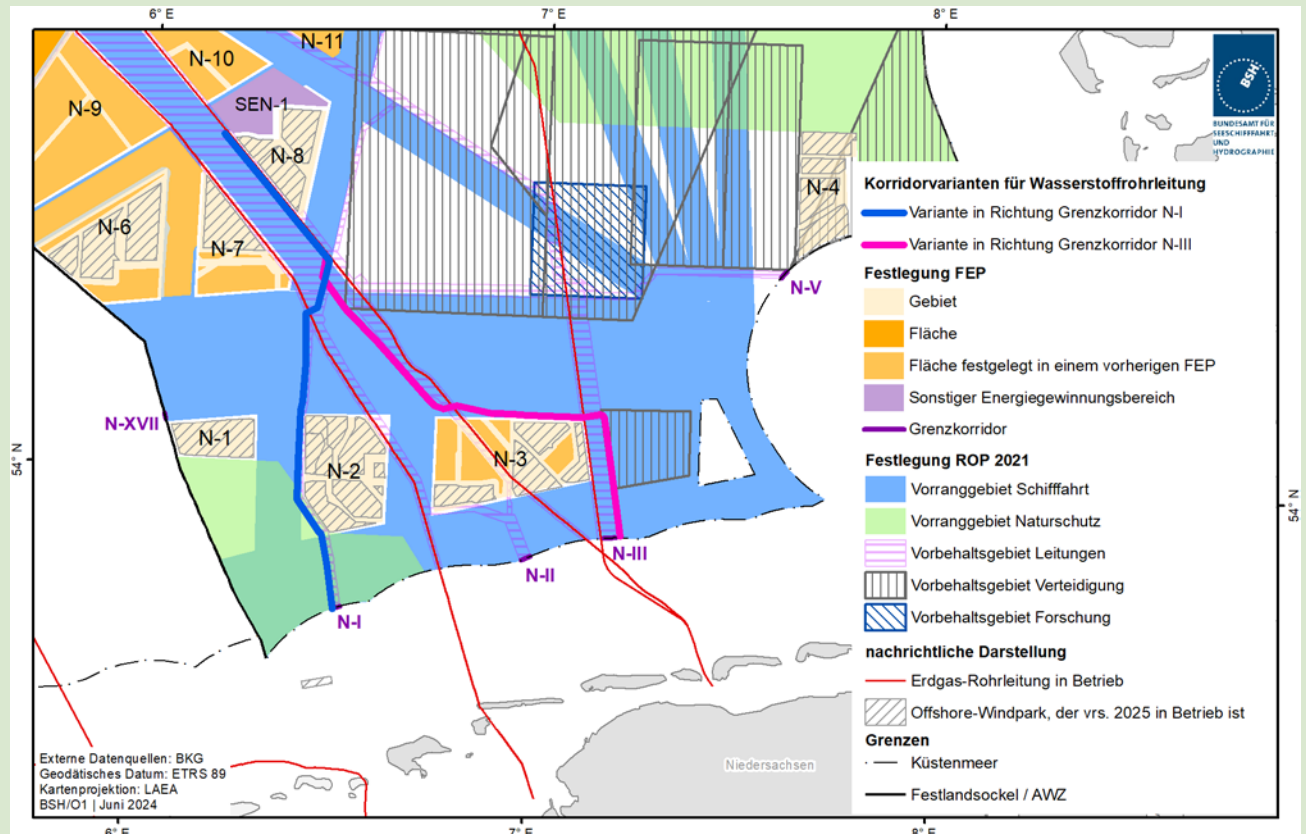 6° E
7° E
8° E
N-11
N-10
N-9
SEN-1
N-8
N-6
N-7
N-4
N-V
N-XVII
N-1
N-2
N-3
N-III
N-II
N-I
54° N
54° N
Niedersachsen
BSH
BUNDESAMT FÜR
SEESCHIFFFAHRT
UND
HYDROGRAPHIE
Korridorvarianten für Wasserstoffrohrleitung
Variante in Richtung Grenzkorridor N-I
Variante in Richtung Grenzkorridor N-III
Festlegung FEP
Gebiet
Fläche
Fläche festgelegt in einem vorherigen FEP
Sonstiger Energiegewinnungsbereich
Grenzkorridor
Festlegung ROP 2021
Vorranggebiet Schifffahrt
Vorranggebiet Naturschutz
Vorbehaltsgebiet Leitungen
Vorbehaltsgebiet Verteidigung
Vorbehaltsgebiet Forschung
nachrichtliche Darstellung
Erdgas-Rohrleitung in Betrieb
Offshore-Windpark, der vrs. 2025 in Betrieb ist
Grenzen
Küstenmeer
Festlandsockel / AWZ
Externe Datenquellen: BKG
Geodätisches Datum: ETRS 89
Kartenprojektion: LAEA
BSH/O1 | Juni 2024
6° E
7° E
8° E